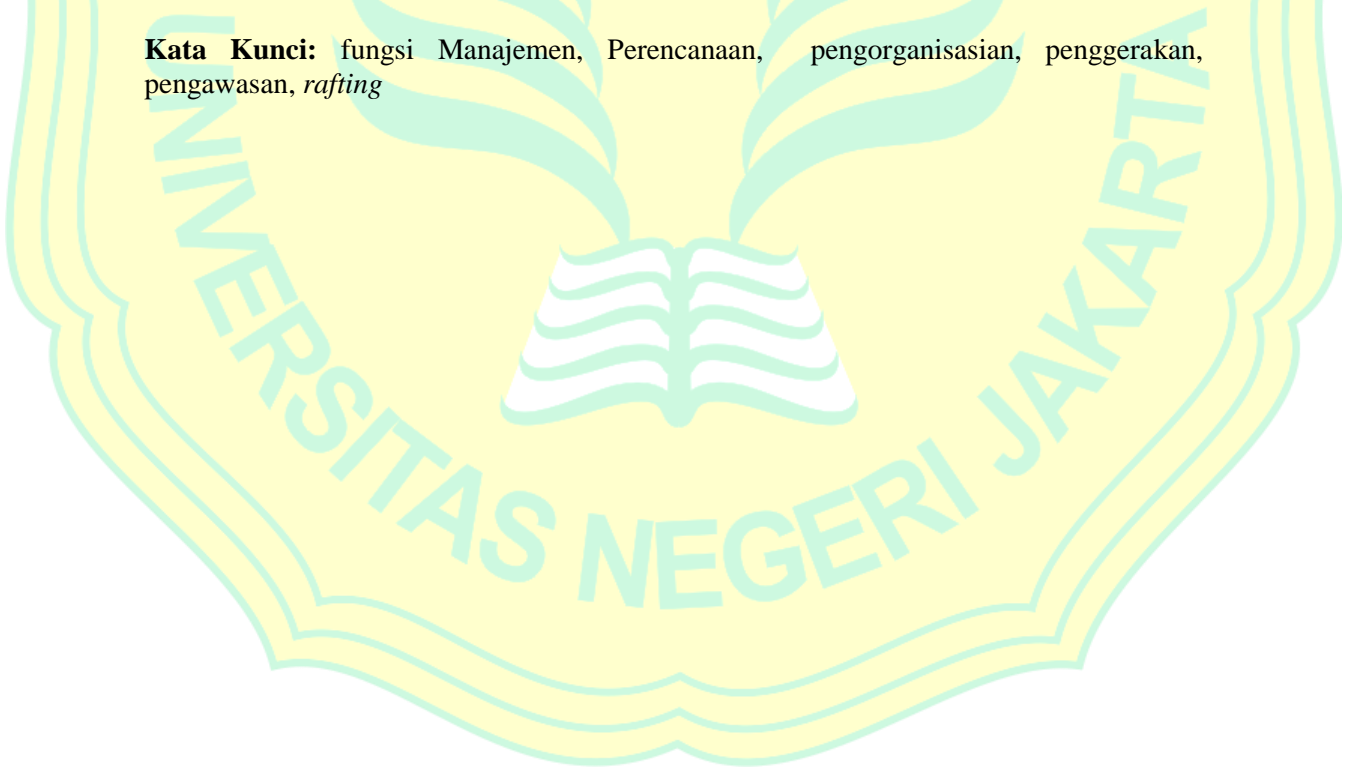 Kata Kunci: fungsi Manajemen, Perencanaan, pengorganisasian, penggerakan,
pengawasan, rafting
UNIVERSITAS NEGERI JAKARTA